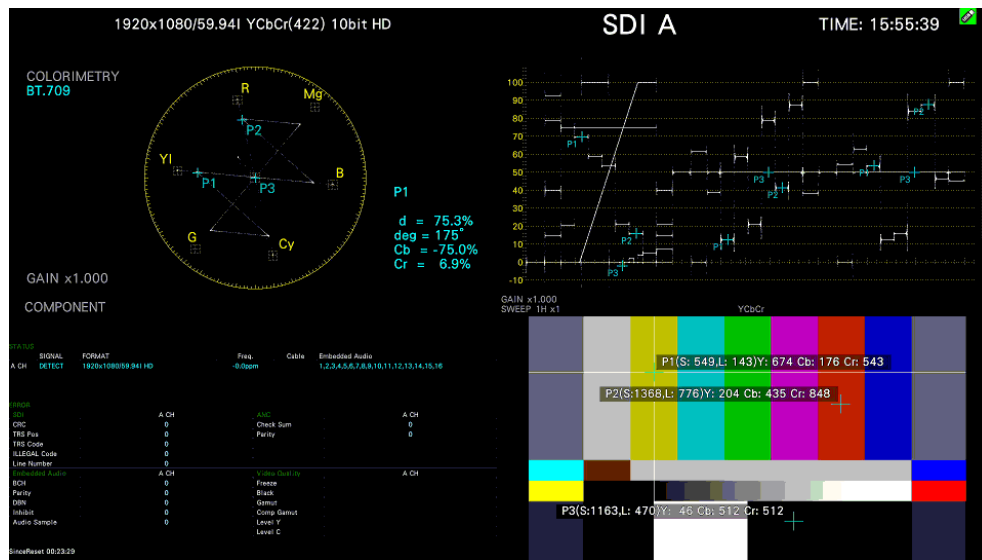 1920x1080/59.94I YCbCr(422) 10bit HD
SDI A
TIME: 15:55:39
COLORIMETRY
BT.709
R
Mg
P2
Yl
P1
P3
B
G
Cy
P1
d = 75.3%
deg = 175°
Cb = -75.0%
Cr = 6.9%
GAIN x1.000
COMPONENT
100
90
80
70
60
50
40
30
20
10
0
-10
P1
P2
P3
P3
P2
P3
P2
GAIN x1.000
SWEEP 1H x1
YCbCr
STATUS
SIGNAL FORMAT Freq. Cable Embedded Audio
A CH DETECT 1920x1080/59.94I HD -8.0ppm 1,2,3,4,5,6,7,8,9,10,11,12,13,14,15,16
ERROR
SDI A CH ANC A CH
CRC 0 Check Sum 0
TRS Pos 0 Parity 0
TRS Code 0
ILLEGAL Code 0
Line Number 0
Embedded Audio A CH Video Quality A CH
BCH 0 Freeze
Parity 0 Black
DBN 0 Gamut
Inhibit 0 Comp Gamut
Audio Sample 0 Level Y
Level C
SinceReset 00:23:29
P1(S: 549,L: 143)Y: 674 Cb: 176 Cr: 543
P2(S:1368,L: 776)Y: 204 Cb: 435 Cr: 848
P3(S:1163,L: 470)Y: 46 Cb: 512 Cr: 512